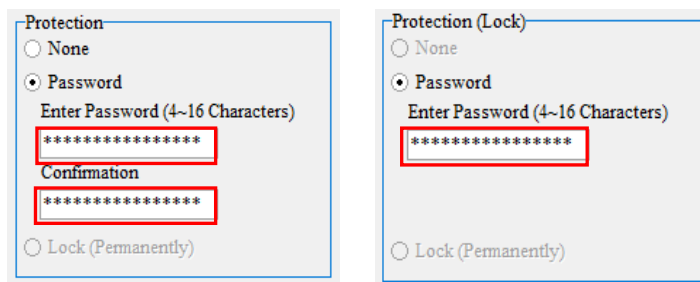 Protection
None
Password
Enter Password (4~16 Characters)
****************
Confirmation
****************
Lock (Permanently)
Protection (Lock)
None
Password
Enter Password (4~16 Characters)
****************
Lock (Permanently)